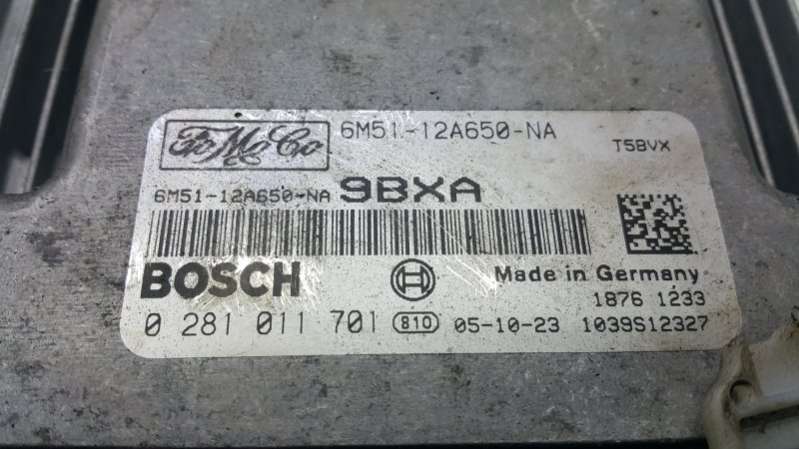 FoMoCo 6M51-12A650-NA
T5BVX
6M51-12A650-NA 9BXA
BOSCH Made in Germany
1876 1233
0 281 011 701 810 05-10-23 1039S12327